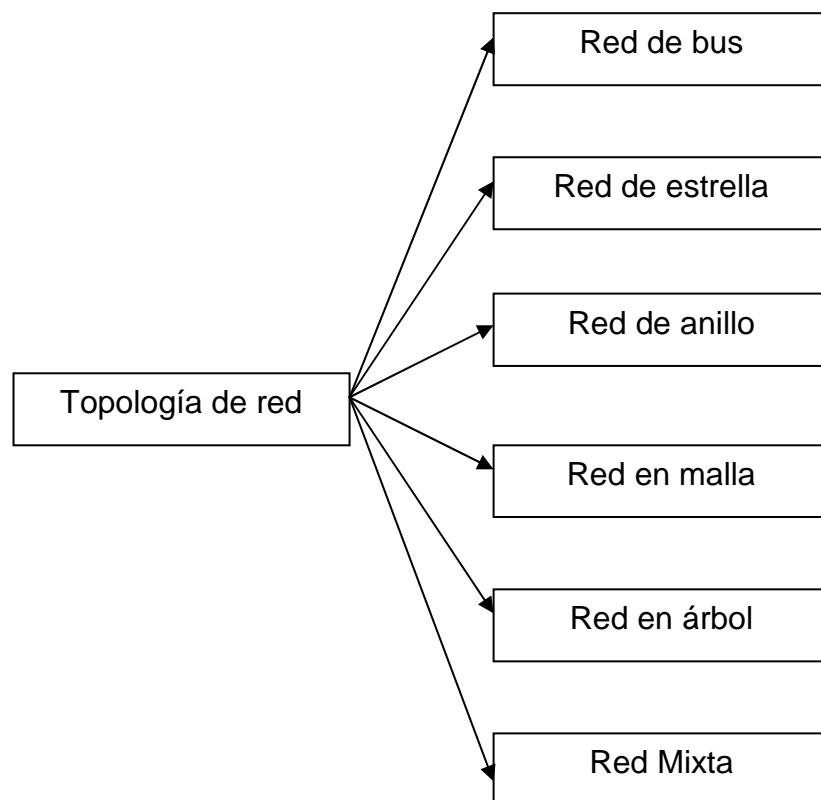 Red de bus
Red de estrella
Red de anillo
Topología de red
Red en malla
Red en árbol
Red Mixta